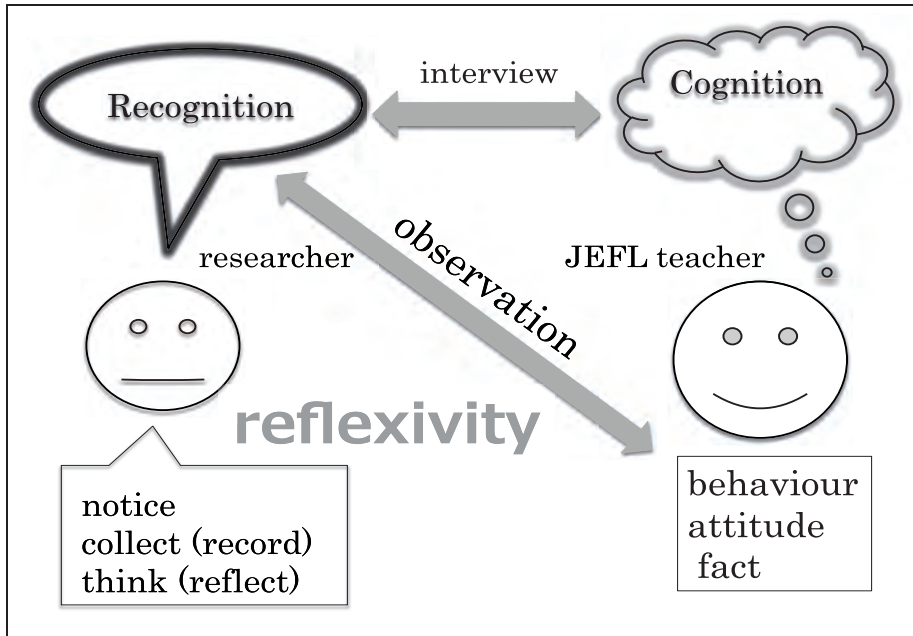 interview
Recognition
Cognition
observation
researcher
JEFL teacher
reflexivity
notice
collect (record)
think (reflect)
behaviour
attitude
fact